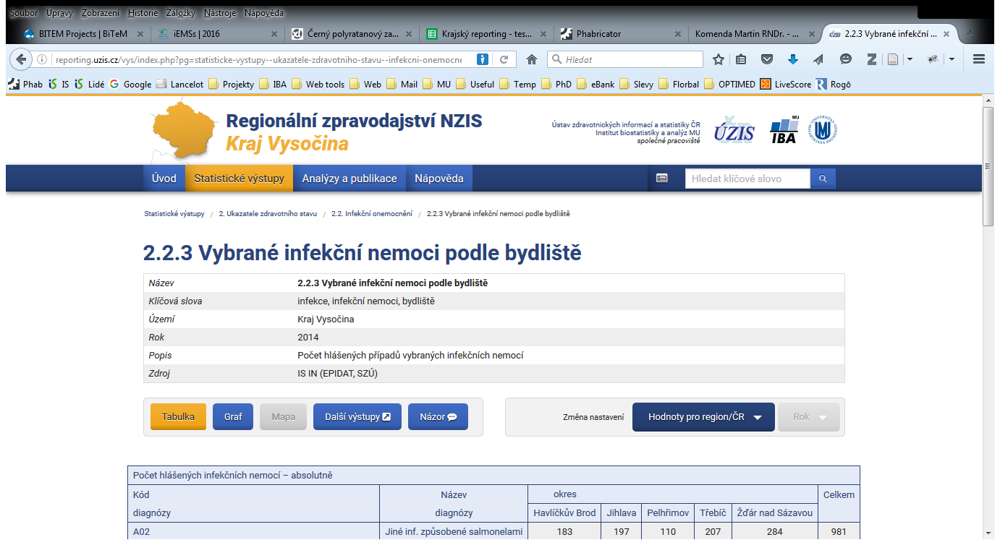 Soubor Úpravy Zobrazení Historie Záložky Nástroje Nápověda
BITEM Projects | BiTeM iEMSs | 2016 Černý polyratanový za... Krajský reporting - tes... Phabricator Komenda Martin RNDr. - ... 2.2.3 Vybrané infekční ...
reporting.uzis.cz/vys/index.php?pg=statisticke-vystupy--ukazatele-zdravotniho-stavu--infekcni-onemocne Hledat
Phab IS Lidé Google Lancelot Projekty IBA Web tools Web Mail MU Useful Temp PhD eBank Slevy Florbal OPTIMED LiveScore Rogō
Regionální zpravodajství NZIS
Kraj Vysočina
Ústav zdravotnických informací a statistiky ČR
Institut biostatistiky a analýz MU
společné pracoviště
ÚZIS
MU
IBA
Úvod Statistické výstupy Analýzy a publikace Nápověda Hledat klíčové slovo
Statistické výstupy / 2. Ukazatele zdravotního stavu / 2.2. Infekční onemocnění / 2.2.3 Vybrané infekční nemoci podle bydliště
2.2.3 Vybrané infekční nemoci podle bydliště
Název 2.2.3 Vybrané infekční nemoci podle bydliště
Klíčová slova infekce, infekční nemoci, bydliště
Území Kraj Vysočina
Rok 2014
Popis Počet hlášených případů vybraných infekčních nemocí
Zdroj IS IN (EPIDAT, SZÚ)
Tabulka Graf Mapa Další výstupy Názor Změna nastavení Hodnoty pro region/ČR Rok
Počet hlášených infekčních nemocí – absolutně
Kód Název okres Celkem
diagnózy diagnózy Havlíčkův Brod Jihlava Pelhřimov Třebíč Žďár nad Sázavou
A02 Jiné inf. způsobené salmonelami 183 197 110 207 284 981